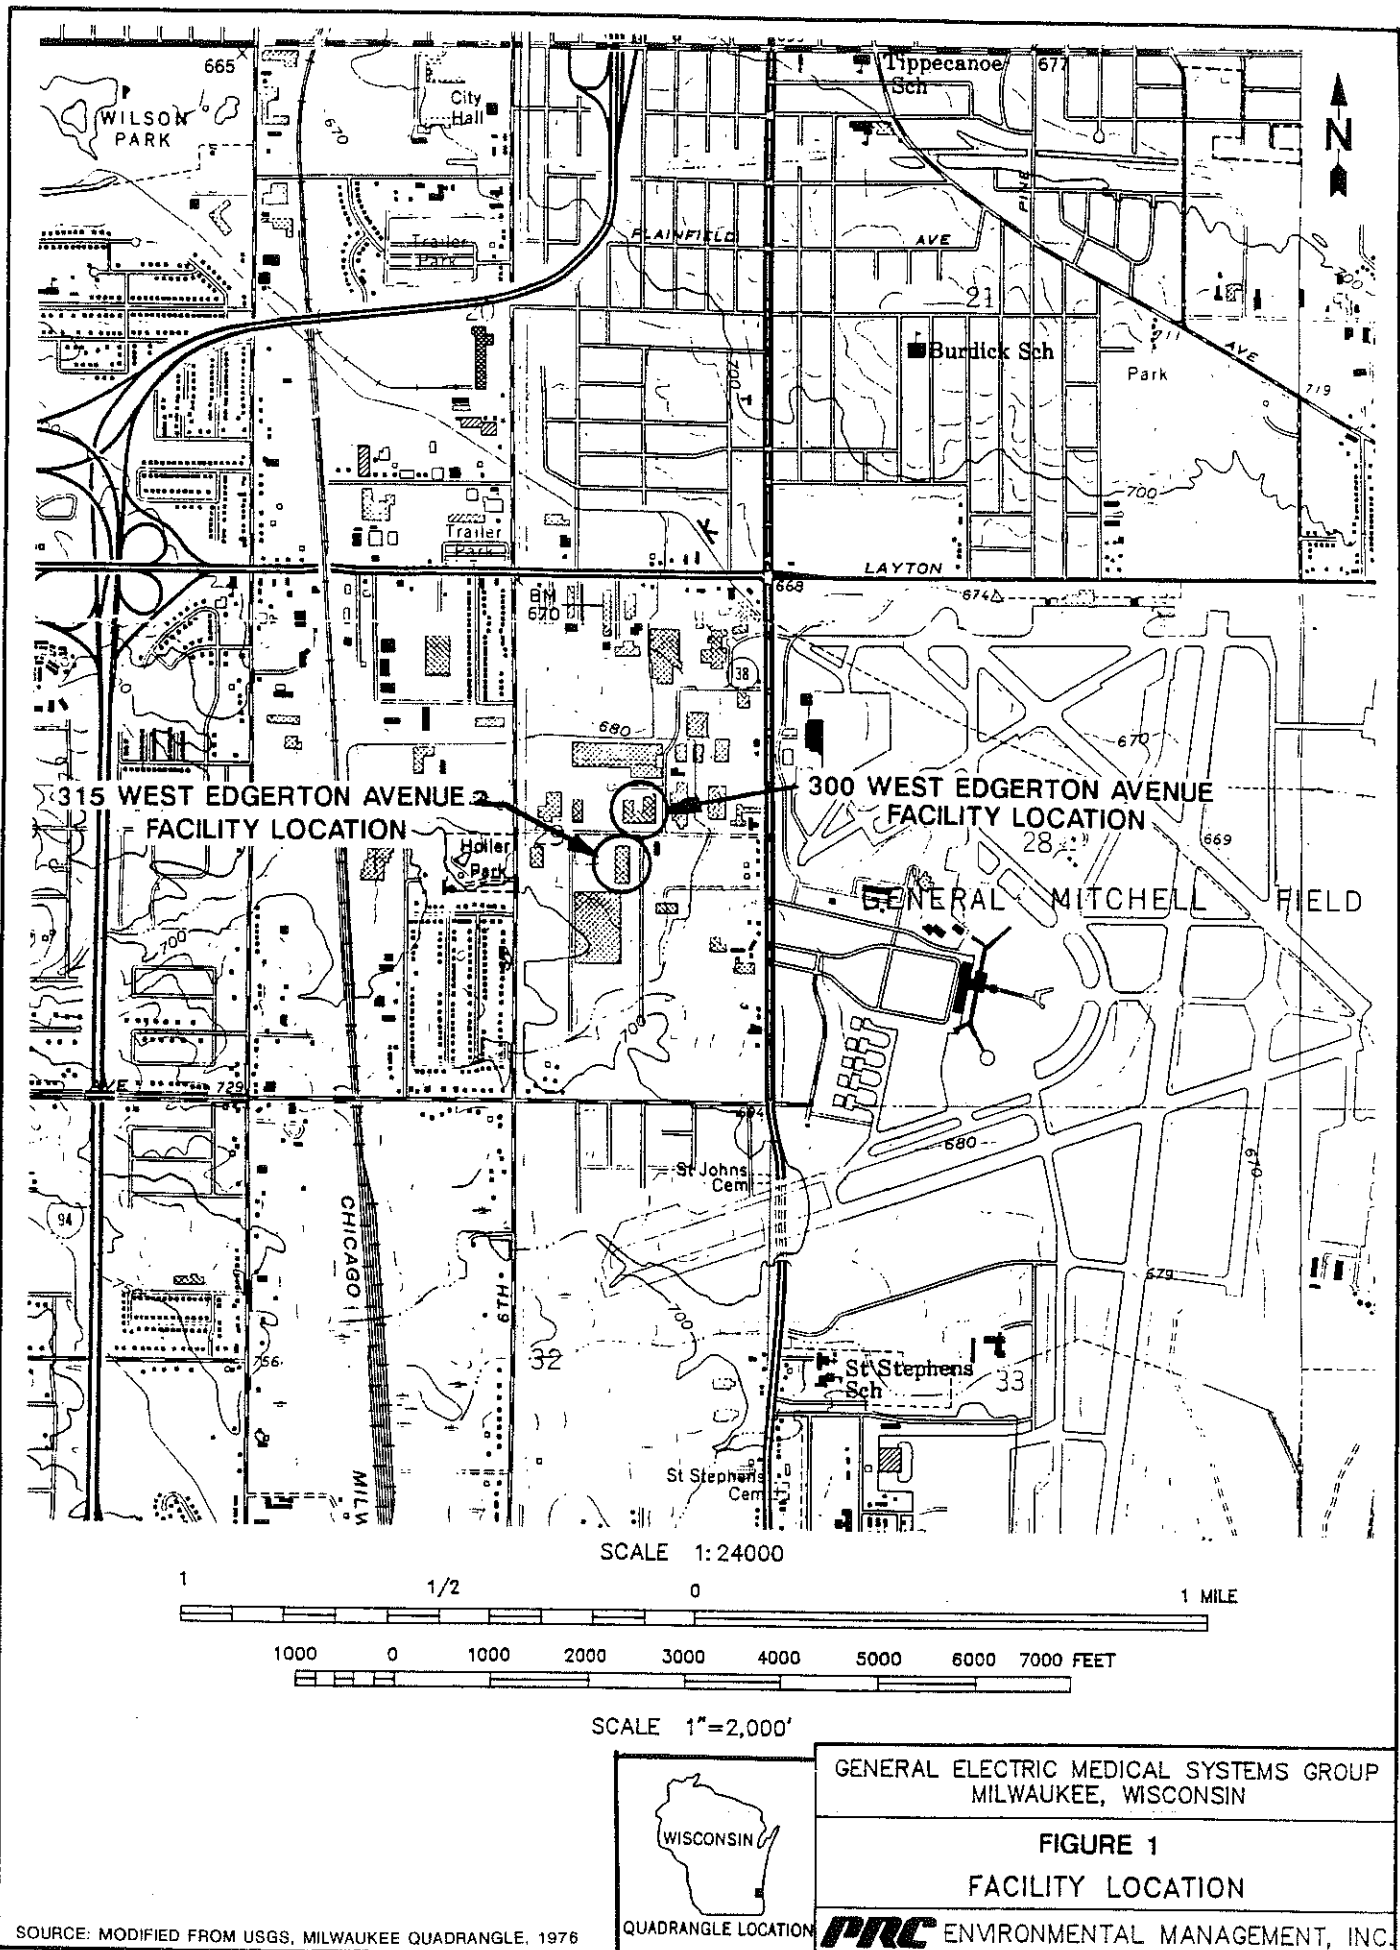 665
WILSON
PARK
670
City
Hall
Tippecanoe
Sch
677
N
PINE
Trailer
Park
PLAINFIELD
AVE
700
20
21
Burdick Sch
700
711
AVE
Park
719
700
Trailer
Park
LAYTON
668
674
BM
670
38
680
670
315 WEST EDGERTON AVENUE
FACILITY LOCATION
300 WEST EDGERTON AVENUE
FACILITY LOCATION
Holler
Park
28
669
GENERAL MITCHELL FIELD
700
700
AVE
729
694
680
670
St Johns
Cem
94
CHICAGO
6TH
679
700
756
32
St Stephens
Sch
33
St Stephens
Cem
MILW
SCALE 1:24000
1 1/2 0 1 MILE
1000 0 1000 2000 3000 4000 5000 6000 7000 FEET
SCALE 1"=2,000'
WISCONSIN
QUADRANGLE LOCATION
GENERAL ELECTRIC MEDICAL SYSTEMS GROUP
MILWAUKEE, WISCONSIN
FIGURE 1
FACILITY LOCATION
PRC ENVIRONMENTAL MANAGEMENT, INC.
SOURCE: MODIFIED FROM USGS, MILWAUKEE QUADRANGLE, 1976